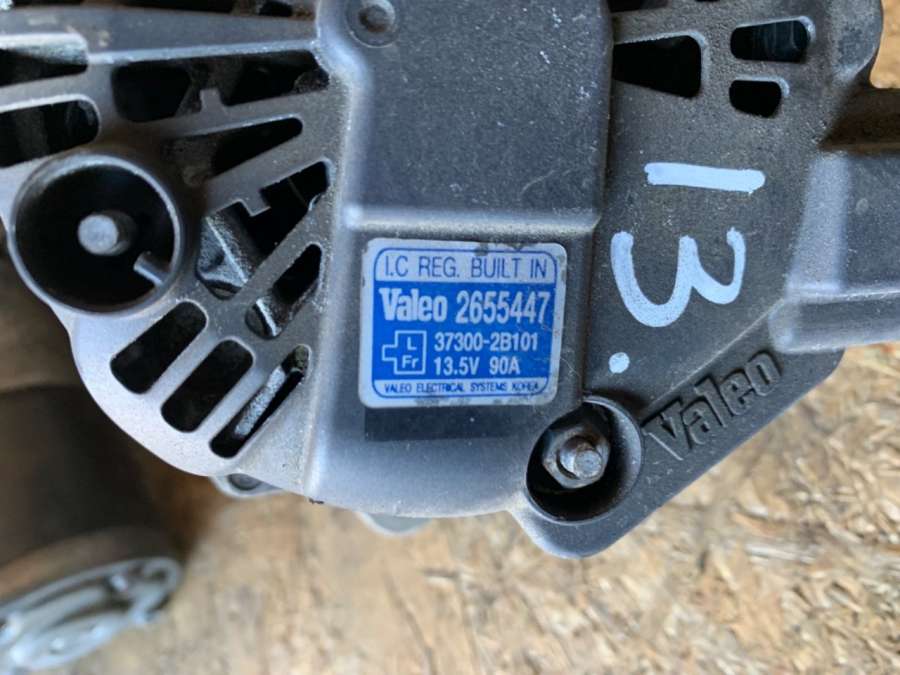 I.C REG. BUILT IN
Valeo 2655447
L
Fr
37300-2B101
13.5V 90A
VALEO ELECTRICAL SYSTEMS KOREA
13.
Valeo